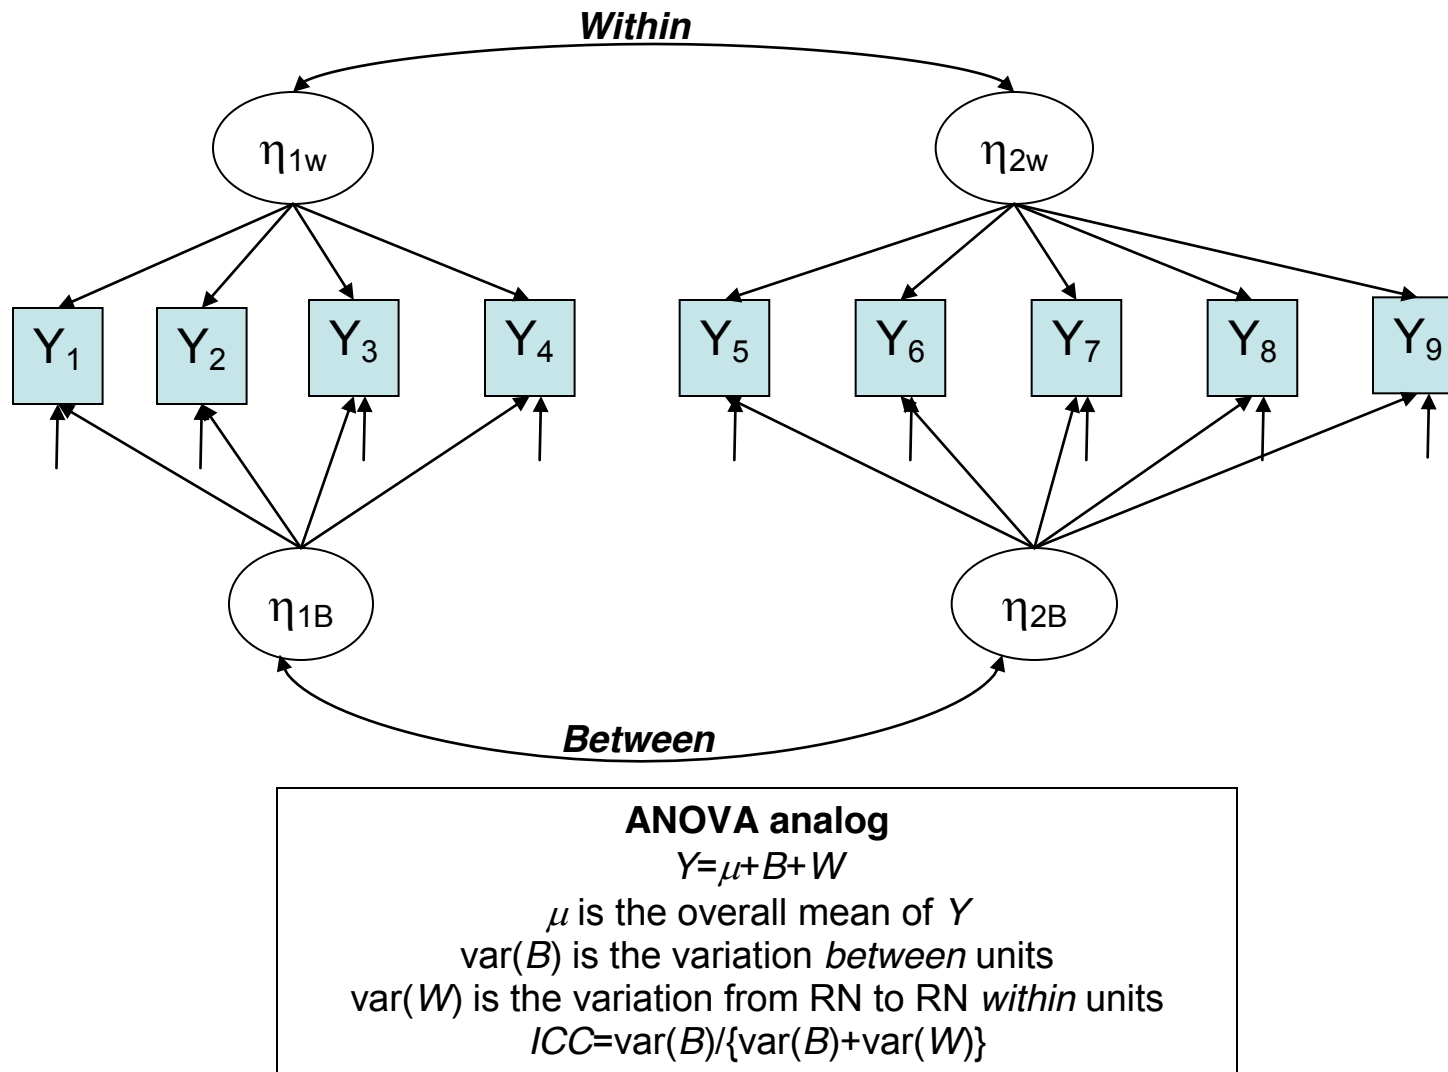 Within
η1w η2w
Y1 Y2 Y3 Y4 Y5 Y6 Y7 Y8 Y9
η1B η2B
Between
ANOVA analog
Y=μ+B+W
μ is the overall mean of Y
var(B) is the variation between units
var(W) is the variation from RN to RN within units
ICC=var(B)/{var(B)+var(W)}